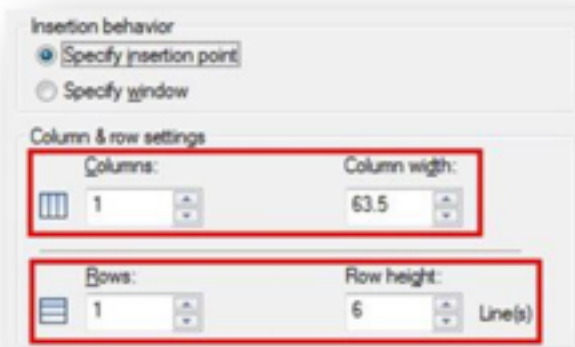 Insertion behavior
Specify insertion point
Specify window
Column & row settings
Columns: Column width:
1 63.5
Rows: Row height:
1 6 Line(s)